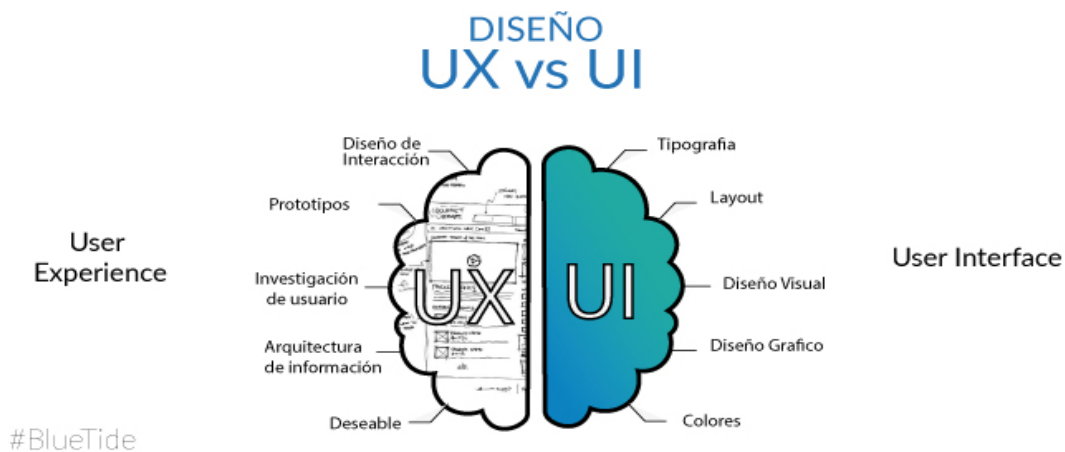 DISEÑO
UX vs UI
User
Experience
Diseño de
Interacción
Prototipos
Investigación
de usuario
Arquitectura
de información
Deseable
UX
UI
Tipografia
Layout
Diseño Visual
Diseño Grafico
Colores
User Interface
#BlueTide